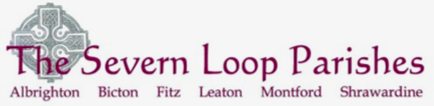 The Severn Loop Parishes
Albrighton Bicton Fitz Leaton Montford Shrawardine